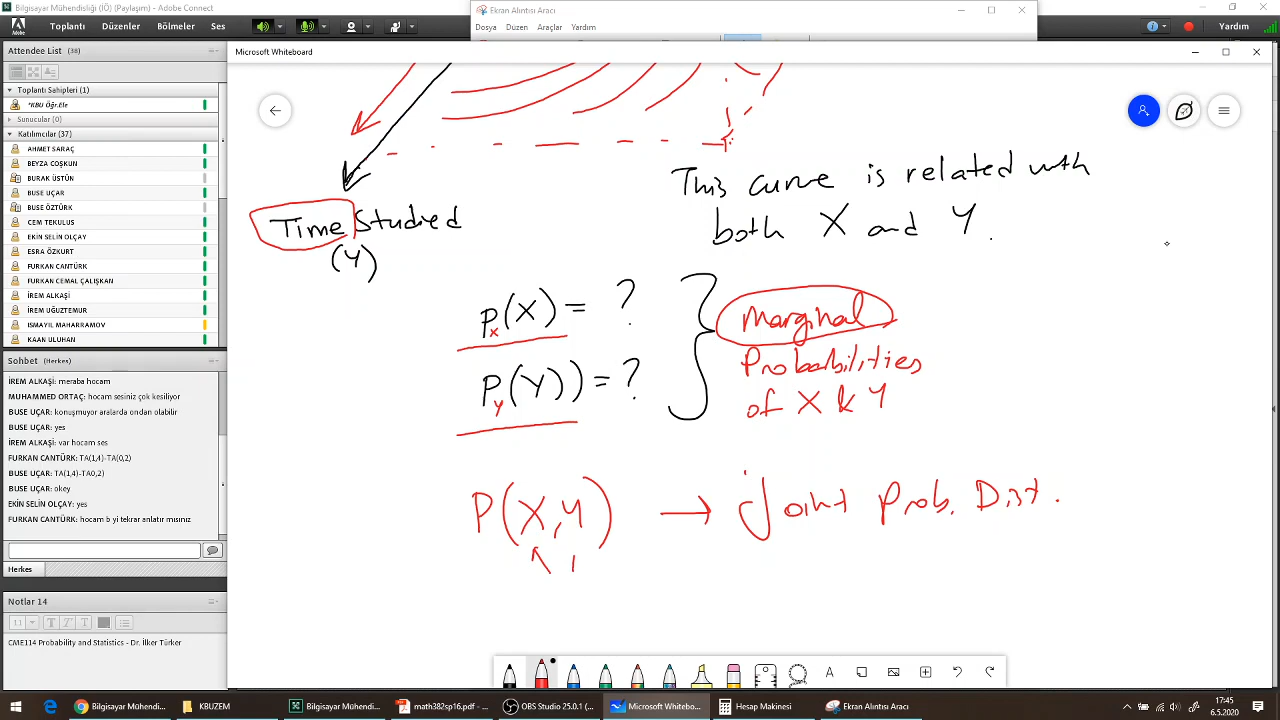 Bilgisayar Mühendisliği (İÖ) (Paylaşım) - Adobe Connect
Ekran Alıntısı Aracı
Adobe
Toplantı Düzenler Bölmeler Ses
Yardım
Dosya Düzen Araçlar Yardım
Attendee List (38)
Toplantı Sahipleri (1)
*KBU Öğr.Ele
Sunucular (0)
Katılımcılar (37)
AHMET SARAÇ
BEYZA COŞKUN
BURAK ÜSTÜN
BUSE UÇAR
BUSE ÖZTÜRK
CEM TEKULUS
EKİN SELİN OLÇAY
ESRA ÖZKURT
FURKAN CANTÜRK
FURKAN CEMAL ÇALIŞKAN
İREM ALKAŞİ
İREM UĞUZTEMUR
ISMAYIL MAHARRAMOV
KAAN ULUHAN
Sohbet (Herkes)
İREM ALKAŞİ: meraba hocam
MUHAMMED ORTAÇ: hocam sesiniz çok kesiliyor
BUSE UÇAR: konuşmuyor aralarda ondan olabilir
BUSE UÇAR: yes
İREM ALKAŞİ: var hocam ses
FURKAN CANTÜRK: TA(1,4)-TA(0,2)
BUSE UÇAR: TA(1,4)-TA0,2)
BUSE UÇAR: okey
EKİN SELİN OLÇAY: yes
FURKAN CANTÜRK: hocam b yi tekrar anlatır mısınız
Herkes
Notlar 14
11 T T T
CME114 Probability and Statistics - Dr. İlker Türker
Microsoft Whiteboard
This curve is related with
both X and Y.
Time Studied
(Y)
Px(X) = ?
Py(Y)) = ?
Marginal
Probabilities
of X & Y
P(X,Y) → Joint Prob. Dist.
A
Bilgisayar Mühendi...
KBUZEM
Bilgisayar Mühendi...
math382sp16.pdf - ...
OBS Studio 25.0.1 (...
Microsoft Whitebo...
Hesap Makinesi
Ekran Alıntısı Aracı
17:45
6.5.2020